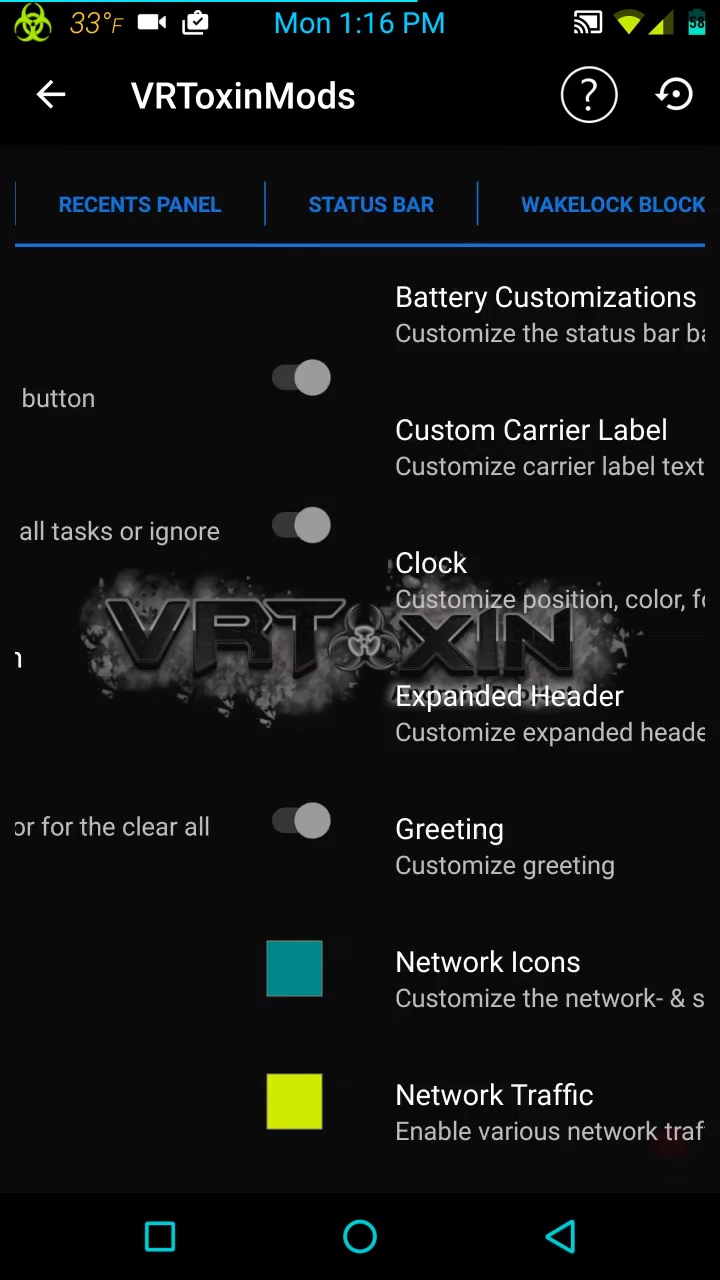 33°F Mon 1:16 PM 58
VRToxinMods ?
RECENTS PANEL STATUS BAR WAKELOCK BLOCK
Battery Customizations
Customize the status bar ba
button
Custom Carrier Label
Customize carrier label text
all tasks or ignore
Clock
Customize position, color, fo
VRTOXIN
n
Expanded Header
Customize expanded heade
or for the clear all
Greeting
Customize greeting
Network Icons
Customize the network- & s
Network Traffic
Enable various network traf